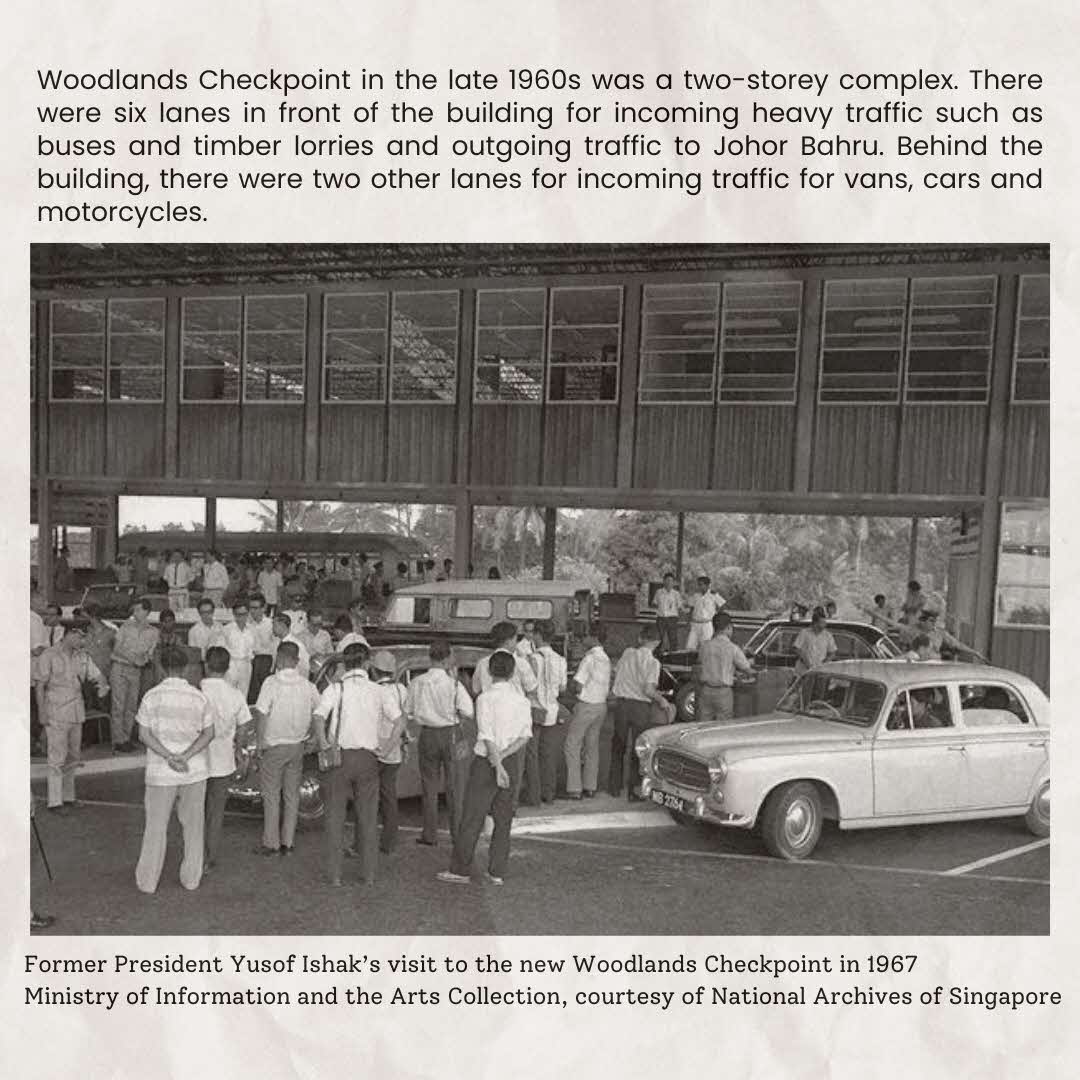 Woodlands Checkpoint in the late 1960s was a two-storey complex. There
were six lanes in front of the building for incoming heavy traffic such as
buses and timber lorries and outgoing traffic to Johor Bahru. Behind the
building, there were two other lanes for incoming traffic for vans, cars and
motorcycles.
Former President Yusof Ishak's visit to the new Woodlands Checkpoint in 1967
Ministry of Information and the Arts Collection, courtesy of National Archives of Singapore